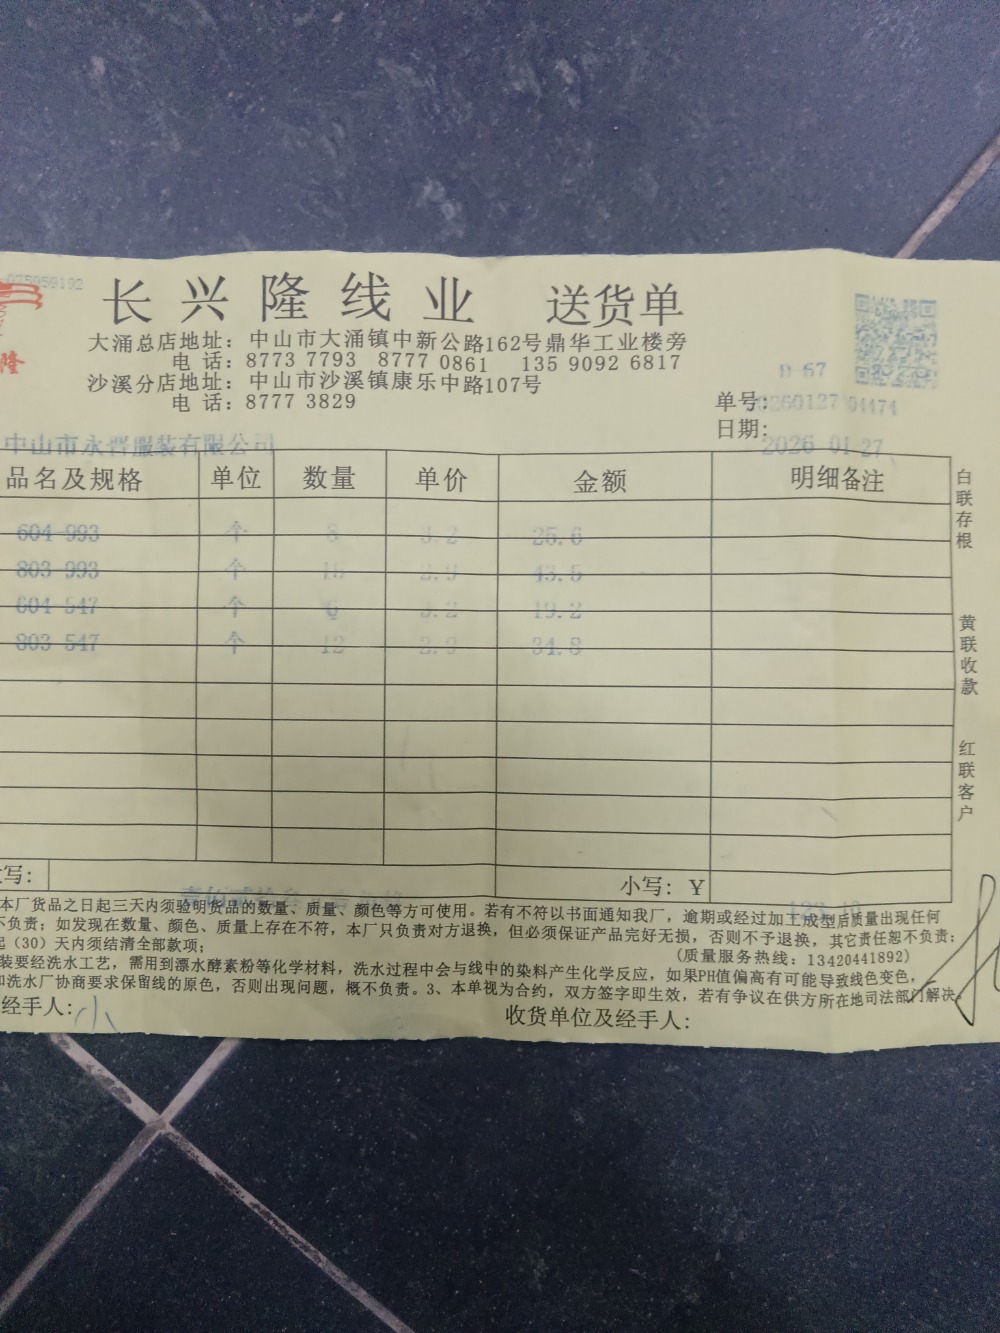 075959192
隆
长兴隆线业 送货单
大涌总店地址：中山市大涌镇中新公路162号鼎华工业楼旁
电 话：8773 7793 8777 0861 135 9092 6817
沙溪分店地址：中山市沙溪镇康乐中路107号
电 话：8777 3829
D-67
单号：20260127 04474
日期：2026-01-27
中山市永晋服装有限公司
品名及规格 单位 数量 单价 金额 明细备注
604-993 个 8 3.2 25.6
803-993 个 15 2.9 43.5
604-547 个 6 3.2 19.2
803-547 个 12 2.9 34.8
写： 小写：￥ 123.10
本厂货品之日起三天内须验明货品的数量、质量、颜色等方可使用。若有不符以书面通知我厂，逾期或经过加工成型后质量出现任何
不负责；如发现在数量、颜色、质量上存在不符，本厂只负责对方退换，但必须保证产品完好无损，否则不予退换，其它责任恕不负责；
起（30）天内须结清全部款项；
(质量服务热线：13420441892)
装要经洗水工艺，需用到漂水酵素粉等化学材料，洗水过程中会与线中的染料产生化学反应，如果PH值偏高有可能导致线色变色，
和洗水厂协商要求保留线的原色，否则出现问题，概不负责。3、本单视为合约，双方签字即生效，若有争议在供方所在地司法部门解决。
经手人： 小
收货单位及经手人：
白联存根
黄联收款
红联客户